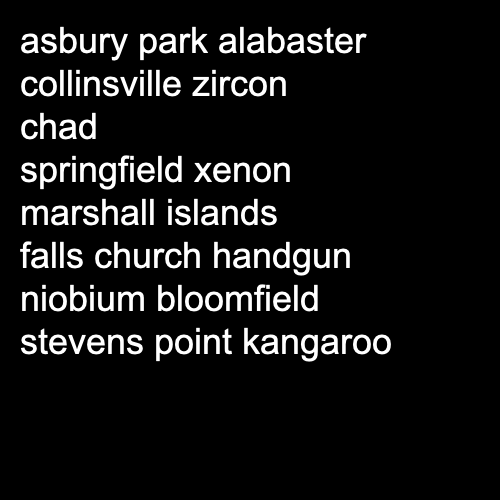 asbury park alabaster
collinsville zircon
chad
springfield xenon
marshall islands
falls church handgun
niobium bloomfield
stevens point kangaroo